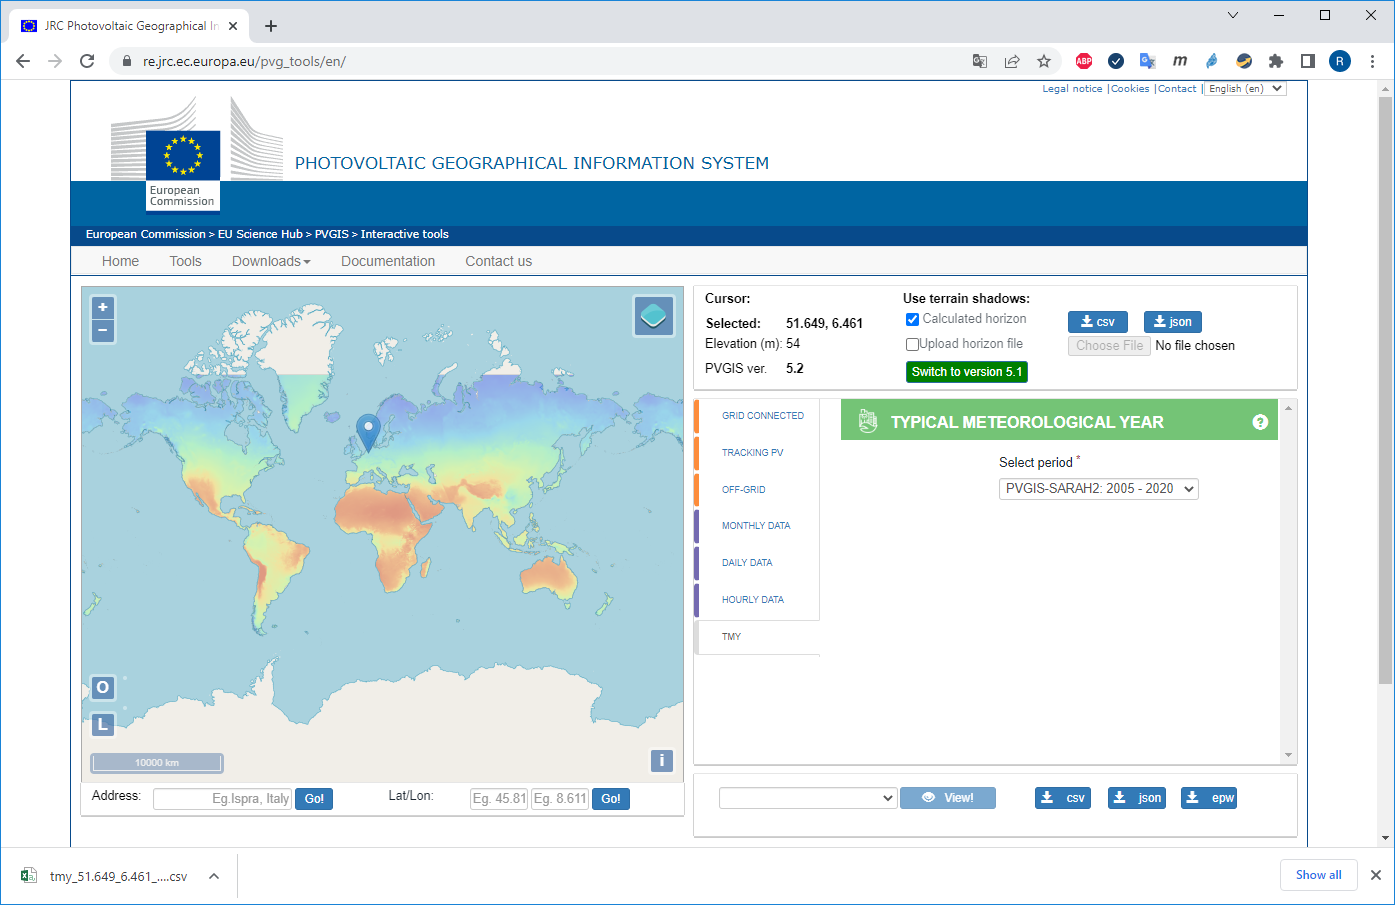 JRC Photovoltaic Geographical In
re.jrc.ec.europa.eu/pvg_tools/en/
ABP
m
R
Legal notice |Cookies |Contact | English (en)
PHOTOVOLTAIC GEOGRAPHICAL INFORMATION SYSTEM
European
Commission
European Commission > EU Science Hub > PVGIS > Interactive tools
Home Tools Downloads Documentation Contact us
+
−
O
L
10000 km
i
Address: Eg.Ispra, Italy Go! Lat/Lon: Eg. 45.81 Eg. 8.611 Go!
Cursor:
Selected: 51.649, 6.461
Elevation (m): 54
PVGIS ver. 5.2
Use terrain shadows:
Calculated horizon
Upload horizon file
Switch to version 5.1
csv json
Choose File No file chosen
GRID CONNECTED
TRACKING PV
OFF-GRID
MONTHLY DATA
DAILY DATA
HOURLY DATA
TMY
TYPICAL METEOROLOGICAL YEAR ?
Select period *
PVGIS-SARAH2: 2005 - 2020
View! csv json epw
tmy_51.649_6.461_....csv
Show all